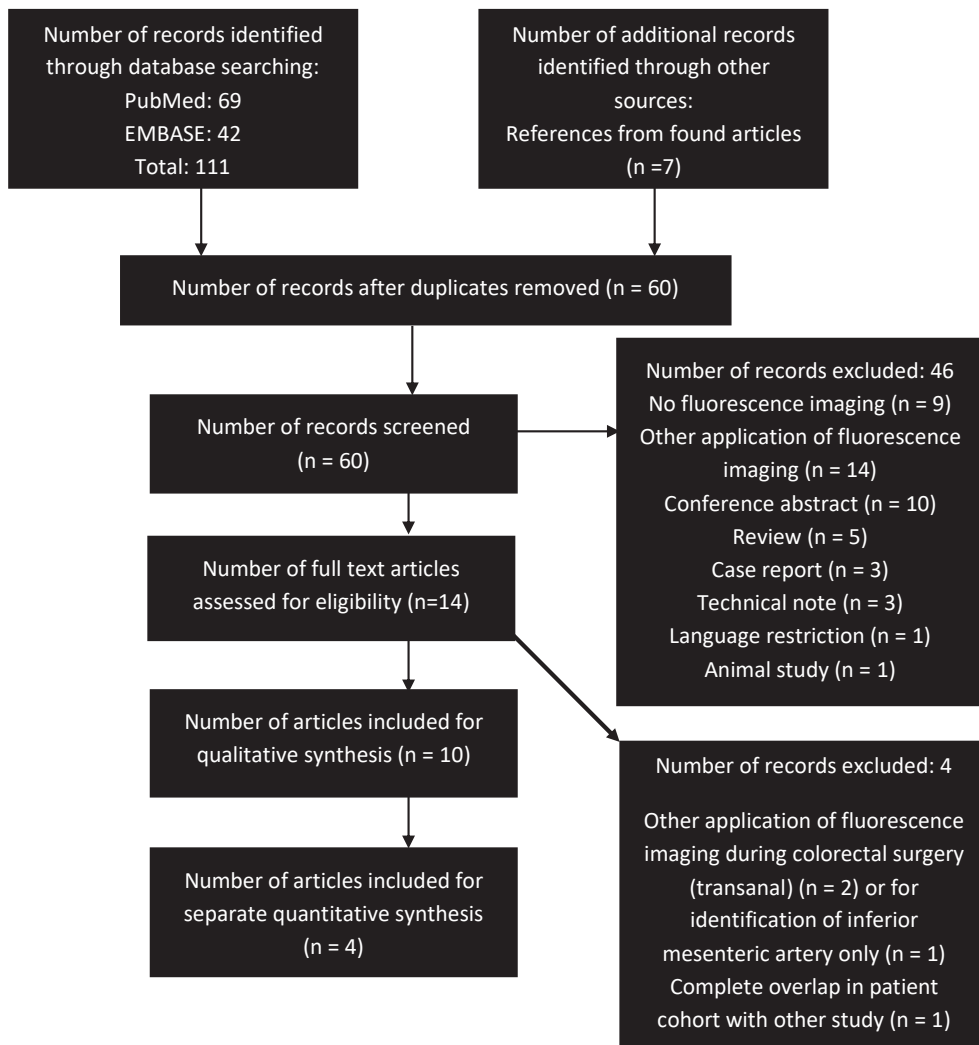 Number of records identified
through database searching:
PubMed: 69
EMBASE: 42
Total: 111
Number of additional records
identified through other
sources:
References from found articles
(n =7)
Number of records after duplicates removed (n = 60)
Number of records screened
(n = 60)
Number of records excluded: 46
No fluorescence imaging (n = 9)
Other application of fluorescence
imaging (n = 14)
Conference abstract (n = 10)
Review (n = 5)
Case report (n = 3)
Technical note (n = 3)
Language restriction (n = 1)
Animal study (n = 1)
Number of full text articles
assessed for eligibility (n=14)
Number of records excluded: 4
Other application of fluorescence
imaging during colorectal surgery
(transanal) (n = 2) or for
identification of inferior
mesenteric artery only (n = 1)
Complete overlap in patient
cohort with other study (n = 1)
Number of articles included for
qualitative synthesis (n = 10)
Number of articles included for
separate quantitative synthesis
(n = 4)